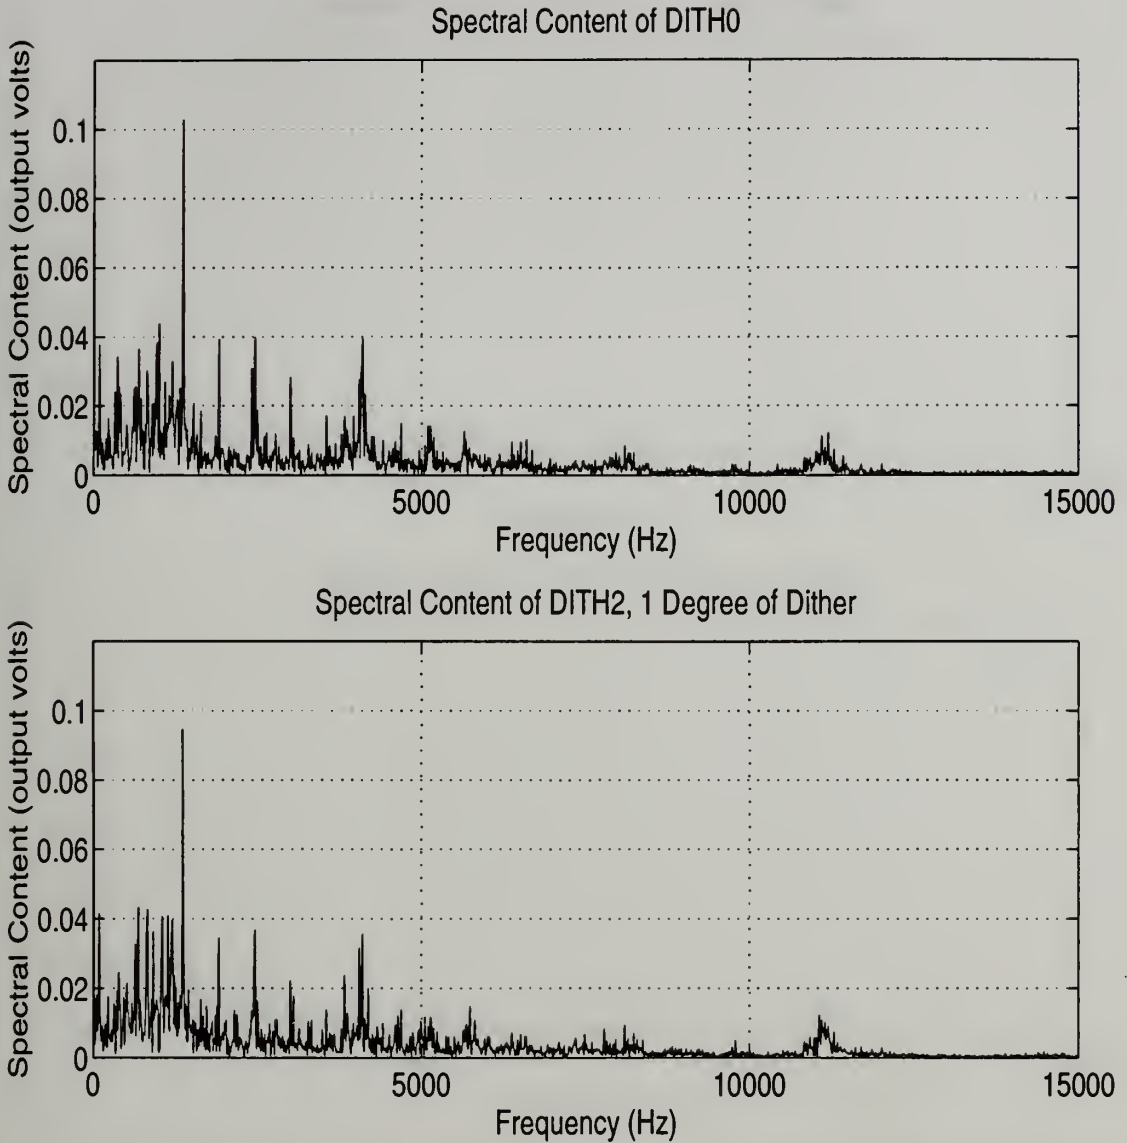 Spectral Content of DITH0
Spectral Content (output volts)
0.1
0.08
0.06
0.04
0.02
0
0 5000 10000 15000
Frequency (Hz)
Spectral Content of DITH2, 1 Degree of Dither
Spectral Content (output volts)
0.1
0.08
0.06
0.04
0.02
0
0 5000 10000 15000
Frequency (Hz)